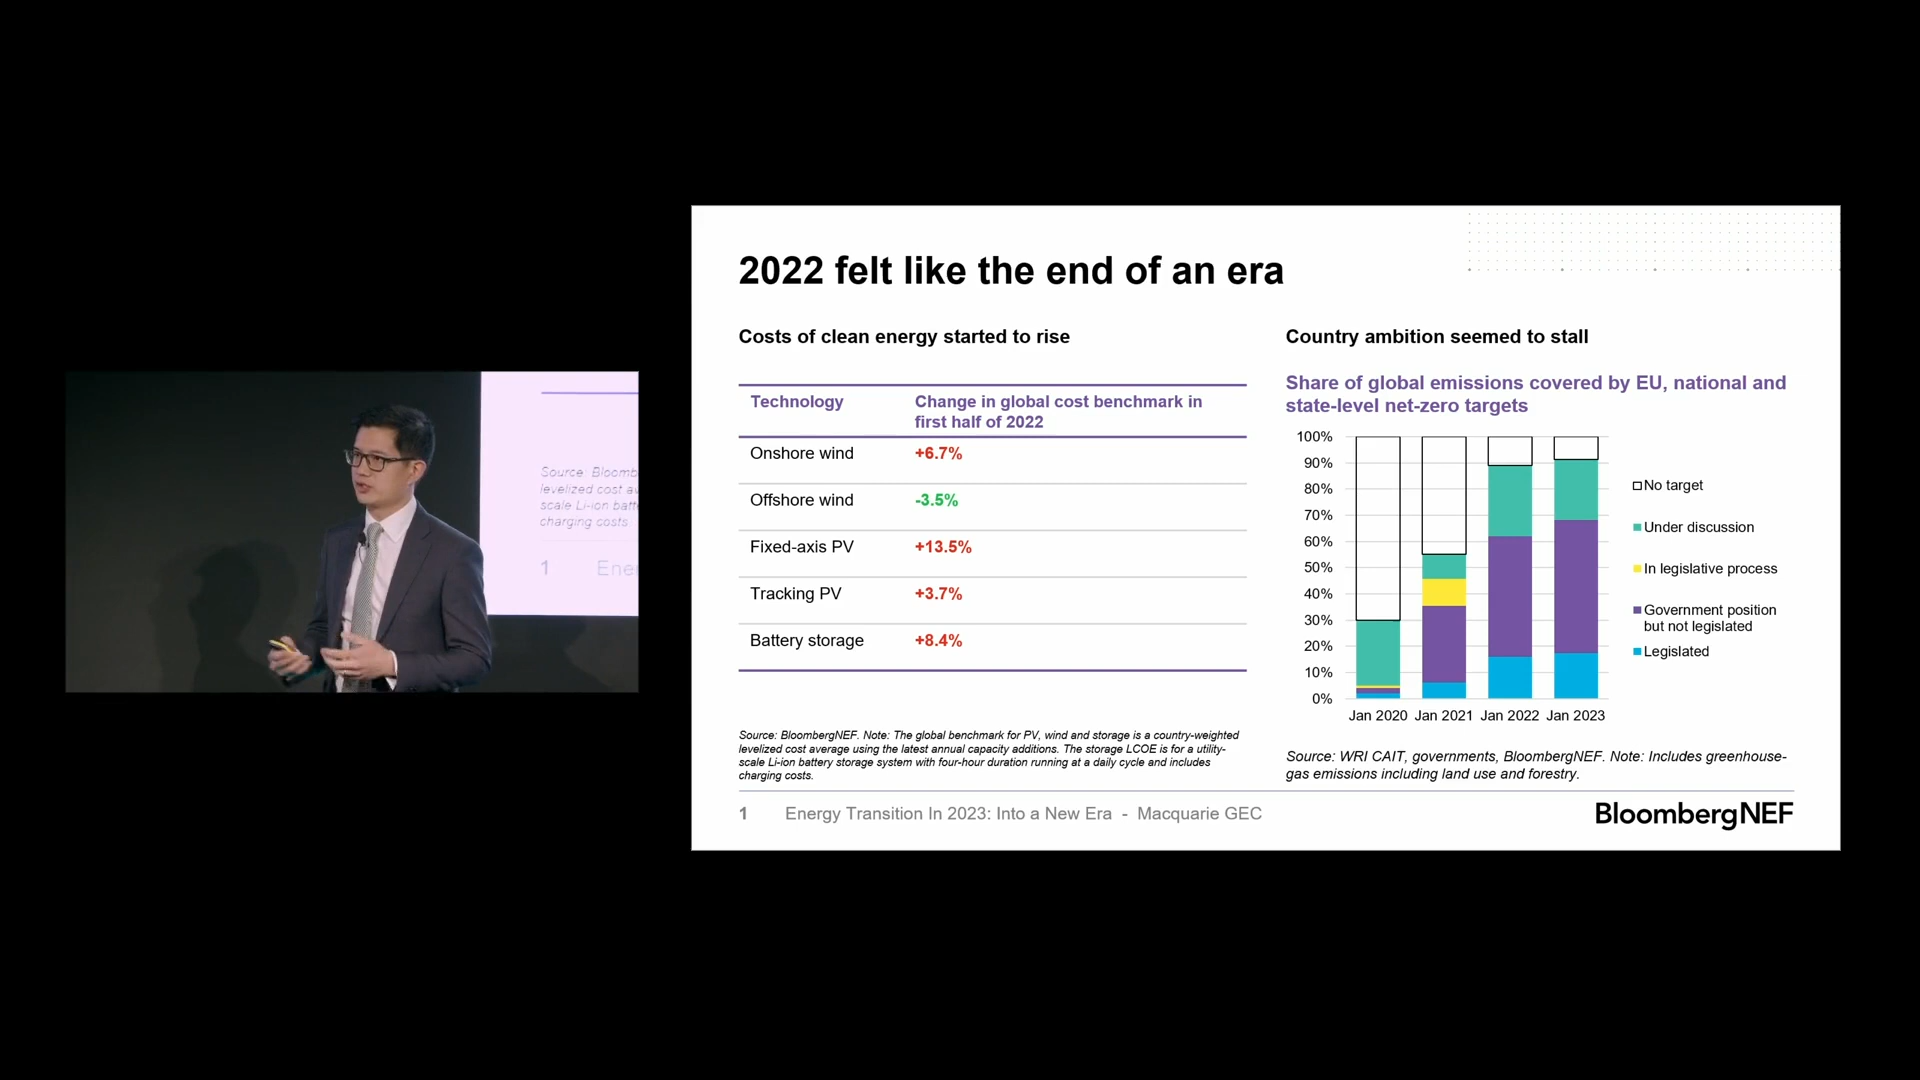 2022 felt like the end of an era
Costs of clean energy started to rise
Technology
Change in global cost benchmark in
first half of 2022
Onshore wind +6.7%
Offshore wind -3.5%
Fixed-axis PV +13.5%
Tracking PV +3.7%
Battery storage +8.4%
Source: BloombergNEF. Note: The global benchmark for PV, wind and storage is a country-weighted
levelized cost average using the latest annual capacity additions. The storage LCOE is for a utility-
scale Li-ion battery storage system with four-hour duration running at a daily cycle and includes
charging costs.
Country ambition seemed to stall
Share of global emissions covered by EU, national and
state-level net-zero targets
100%
90%
80%
70%
60%
50%
40%
30%
20%
10%
0%
Jan 2020 Jan 2021 Jan 2022 Jan 2023
No target
Under discussion
In legislative process
Government position
but not legislated
Legislated
Source: WRI CAIT, governments, BloombergNEF. Note: Includes greenhouse-
gas emissions including land use and forestry.
1 Energy Transition In 2023: Into a New Era - Macquarie GEC
BloombergNEF
Source: Bloomb
levelized cost av
scale Li-ion batt
charging costs.
1 Ene